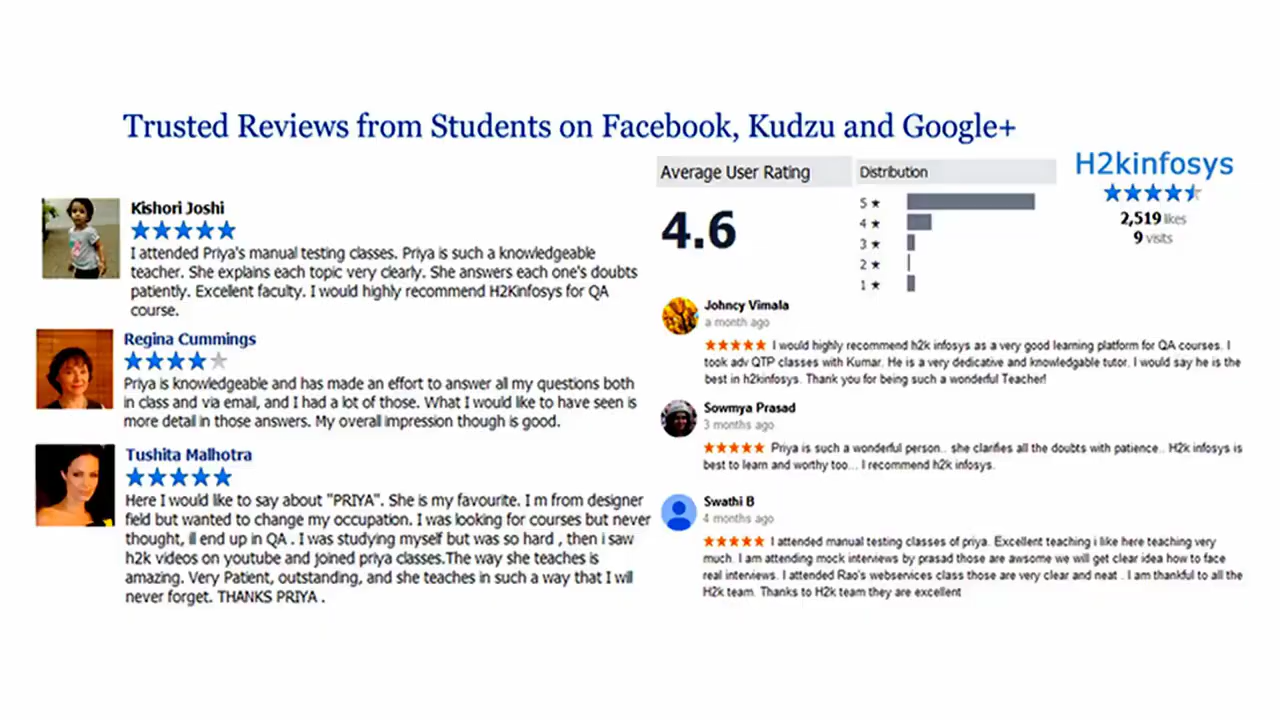 Trusted Reviews from Students on Facebook, Kudzu and Google+
Kishori Joshi
I attended Priya's manual testing classes. Priya is such a knowledgeable
teacher. She explains each topic very clearly. She answers each one's doubts
patiently. Excellent faculty. I would highly recommend H2Kinfosys for QA
course.
Regina Cummings
Priya is knowledgeable and has made an effort to answer all my questions both
in class and via email, and I had a lot of those. What I would like to have seen is
more detail in those answers. My overall impression though is good.
Tushita Malhotra
Here I would like to say about "PRIYA". She is my favourite. I m from designer
field but wanted to change my occupation. I was looking for courses but never
thought, ill end up in QA . I was studying myself but was so hard , then i saw
h2k videos on youtube and joined priya classes.The way she teaches is
amazing. Very Patient, outstanding, and she teaches in such a way that I will
never forget. THANKS PRIYA .
Average User Rating
4.6
Distribution
5 ★
4 ★
3 ★
2 ★
1 ★
H2kinfosys
2,519 likes
9 visits
Johncy Vimala
a month ago
I would highly recommend h2k infosys as a very good learning platform for QA courses. I
took adv QTP classes with Kumar. He is a very dedicative and knowledgable tutor. I would say he is the
best in h2kinfosys. Thank you for being such a wonderful Teacher!
Sowmya Prasad
3 months ago
Priya is such a wonderful person.. she clarifies all the doubts with patience.. H2k infosys is
best to learn and worthy too... I recommend h2k infosys.
Swathi B
4 months ago
I attended manual testing classes of priya. Excellent teaching i like here teaching very
much. I am attending mock interviews by prasad those are awsome we will get clear idea how to face
real interviews. I attended Rao's webservices class those are very clear and neat . I am thankful to all the
H2k team. Thanks to H2k team they are excellent